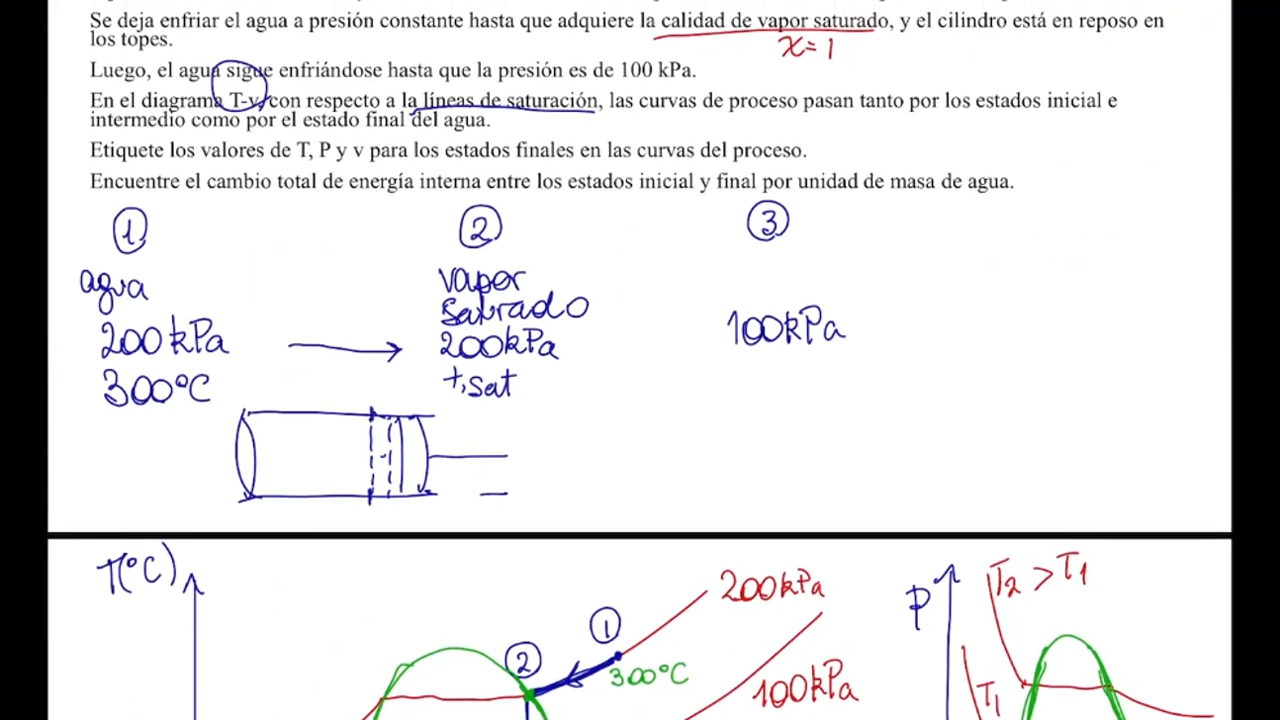 Se deja enfriar el agua a presión constante hasta que adquiere la calidad de vapor saturado, y el cilindro está en reposo en
los topes.
x=1
Luego, el agua sigue enfriándose hasta que la presión es de 100 kPa.
En el diagrama T-v, con respecto a la líneas de saturación, las curvas de proceso pasan tanto por los estados inicial e
intermedio como por el estado final del agua.
Etiquete los valores de T, P y v para los estados finales en las curvas del proceso.
Encuentre el cambio total de energía interna entre los estados inicial y final por unidad de masa de agua.
1 2 3
agua
200 kPa
300°C
vapor
saturado
200kPa
t, sat
100kPa
T(°C)
200kPa
1
2
300°C
100kPa
P
T2 > T1
T1